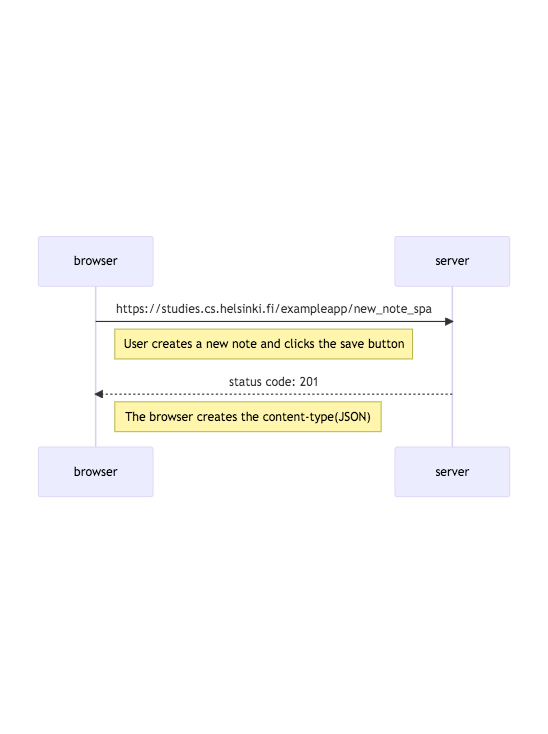 browser
server
https://studies.cs.helsinki.fi/exampleapp/new_note_spa
User creates a new note and clicks the save button
status code: 201
The browser creates the content-type(JSON)
browser
server